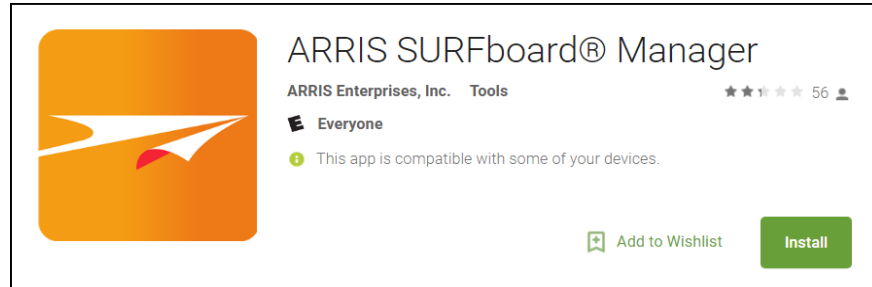 ARRIS SURFboard® Manager
ARRIS Enterprises, Inc. Tools 56
E Everyone
This app is compatible with some of your devices.
Add to Wishlist Install